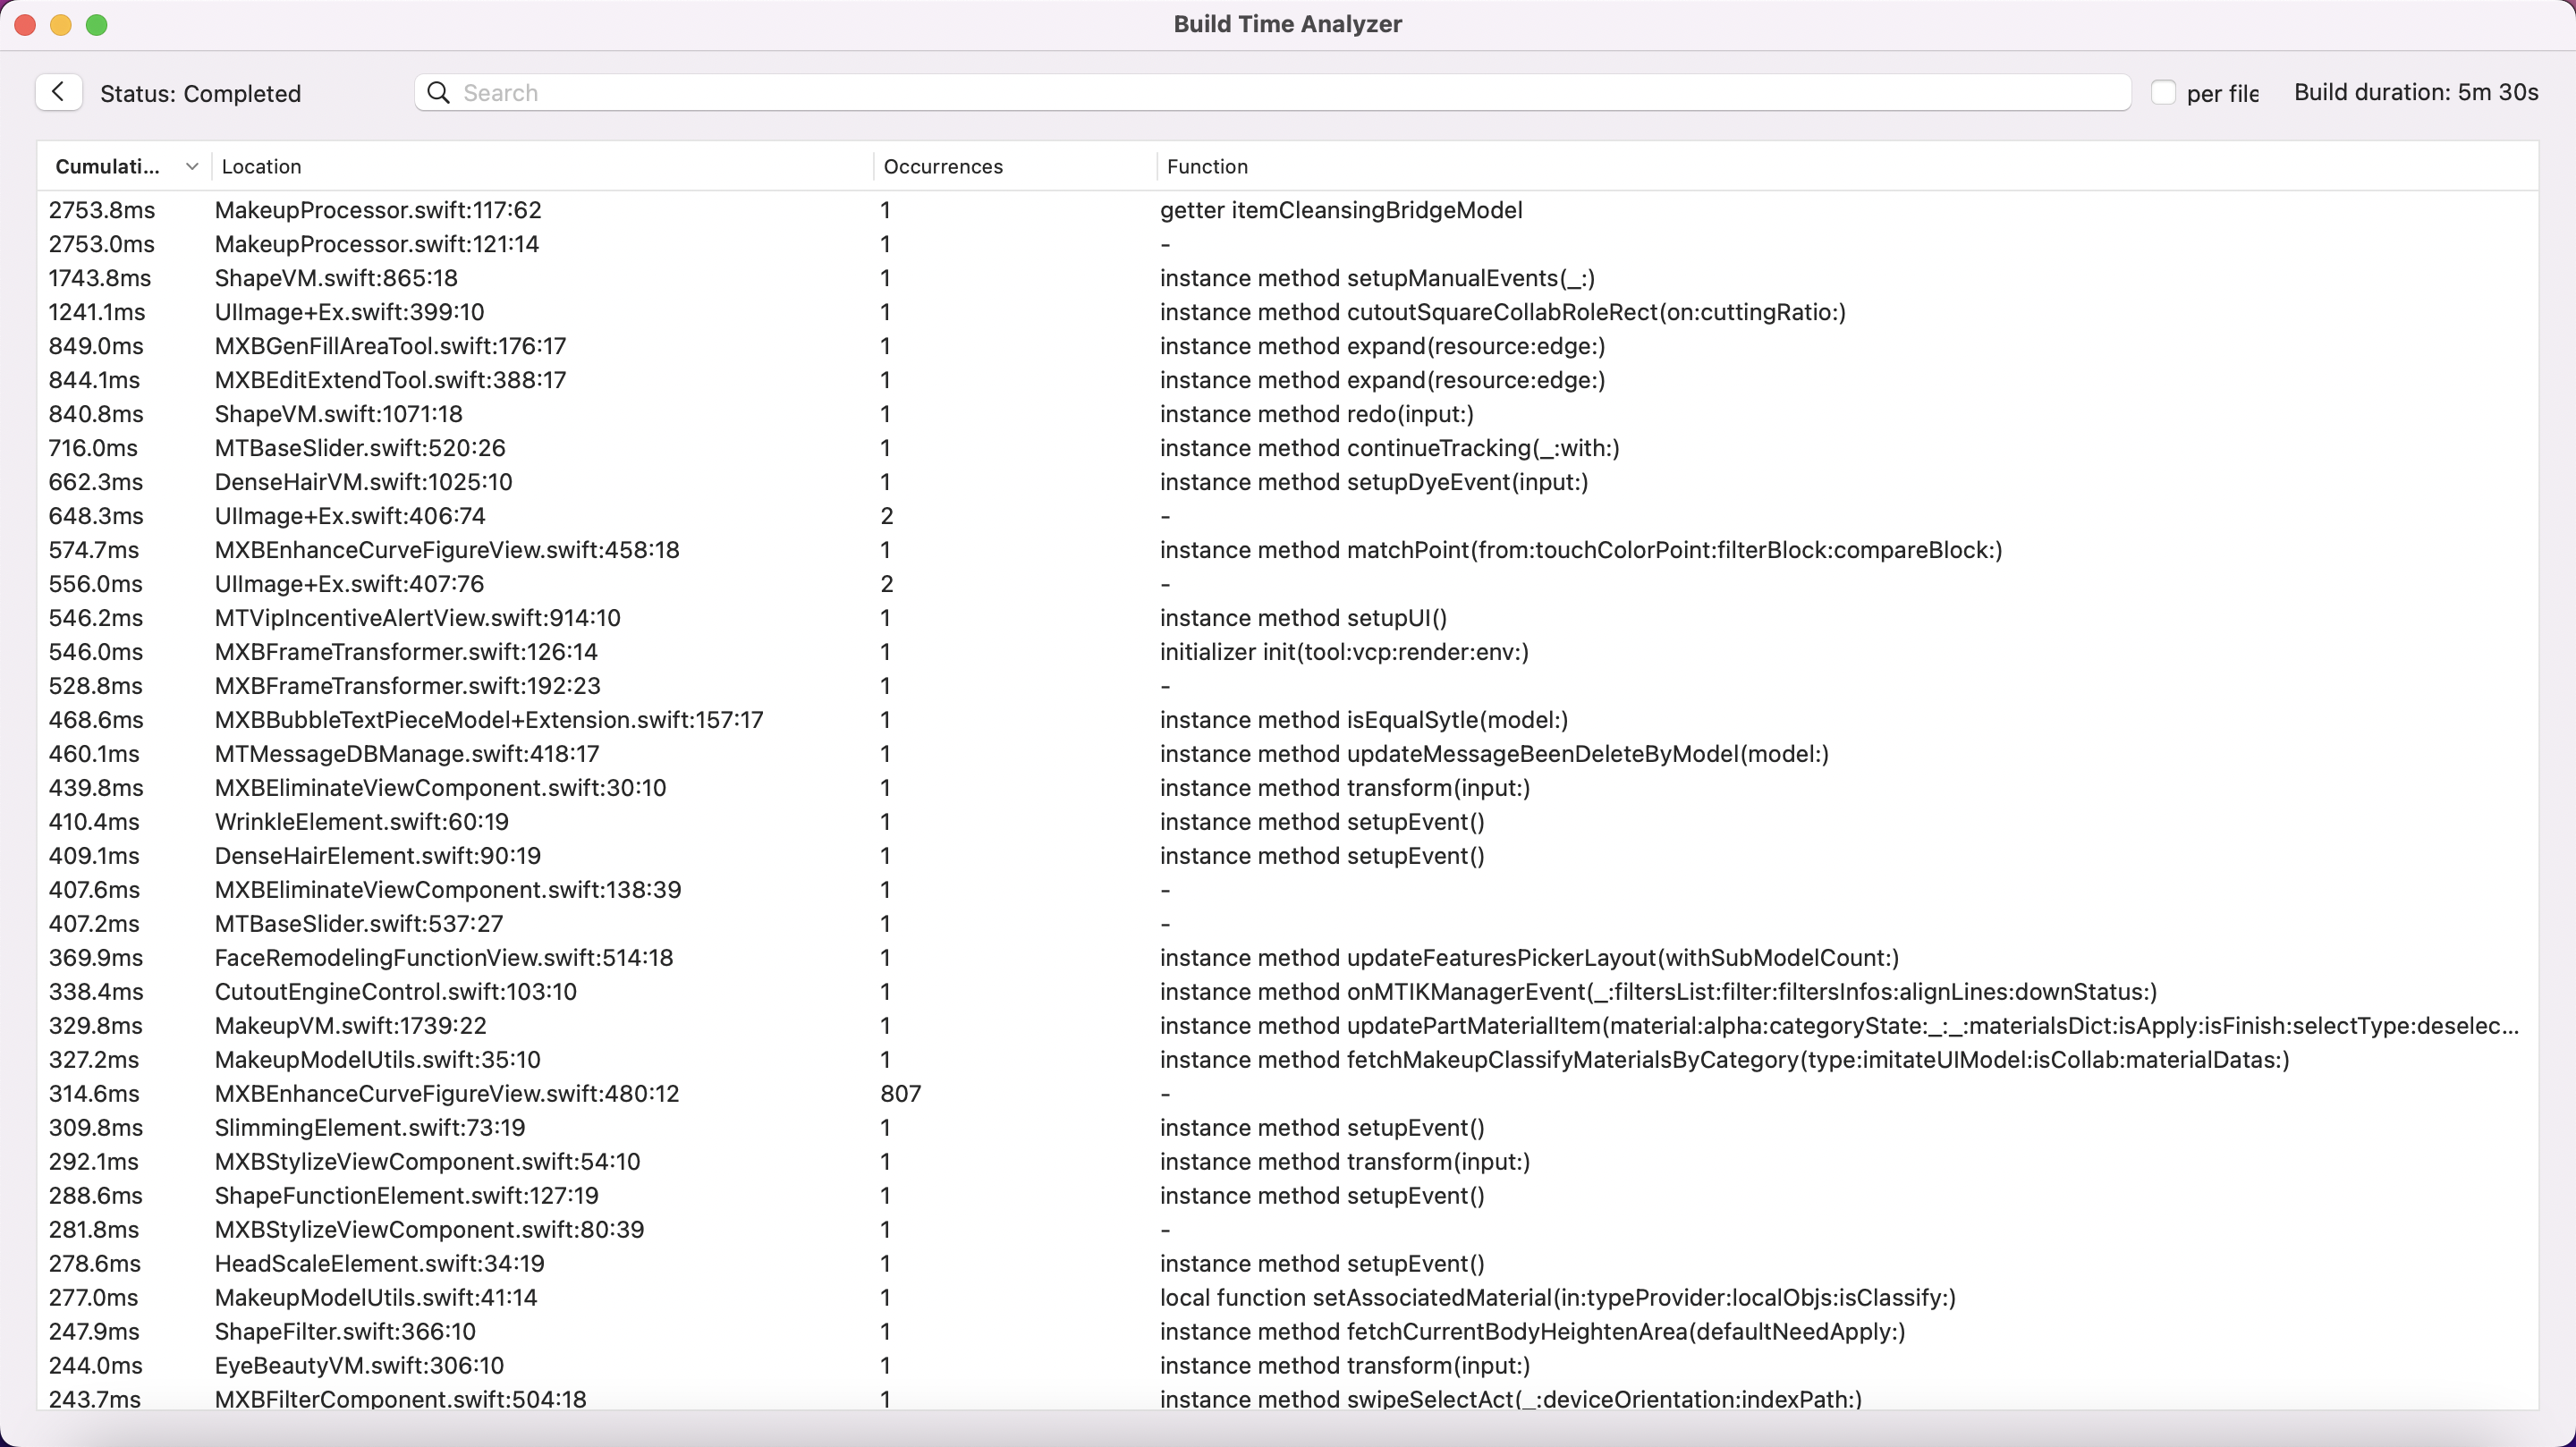 Build Time Analyzer
Status: Completed Search per file Build duration: 5m 30s
Cumulati... Location Occurrences Function
2753.8ms MakeupProcessor.swift:117:62 1 getter itemCleansingBridgeModel
2753.0ms MakeupProcessor.swift:121:14 1 -
1743.8ms ShapeVM.swift:865:18 1 instance method setupManualEvents(_:)
1241.1ms UIImage+Ex.swift:399:10 1 instance method cutoutSquareCollabRoleRect(on:cuttingRatio:)
849.0ms MXBGenFillAreaTool.swift:176:17 1 instance method expand(resource:edge:)
844.1ms MXBEditExtendTool.swift:388:17 1 instance method expand(resource:edge:)
840.8ms ShapeVM.swift:1071:18 1 instance method redo(input:)
716.0ms MTBaseSlider.swift:520:26 1 instance method continueTracking(_:with:)
662.3ms DenseHairVM.swift:1025:10 1 instance method setupDyeEvent(input:)
648.3ms UIImage+Ex.swift:406:74 2 -
574.7ms MXBEnhanceCurveFigureView.swift:458:18 1 instance method matchPoint(from:touchColorPoint:filterBlock:compareBlock:)
556.0ms UIImage+Ex.swift:407:76 2 -
546.2ms MTVipIncentiveAlertView.swift:914:10 1 instance method setupUI()
546.0ms MXBFrameTransformer.swift:126:14 1 initializer init(tool:vcp:render:env:)
528.8ms MXBFrameTransformer.swift:192:23 1 -
468.6ms MXBBubbleTextPieceModel+Extension.swift:157:17 1 instance method isEqualSytle(model:)
460.1ms MTMessageDBManage.swift:418:17 1 instance method updateMessageBeenDeleteByModel(model:)
439.8ms MXBEliminateViewComponent.swift:30:10 1 instance method transform(input:)
410.4ms WrinkleElement.swift:60:19 1 instance method setupEvent()
409.1ms DenseHairElement.swift:90:19 1 instance method setupEvent()
407.6ms MXBEliminateViewComponent.swift:138:39 1 -
407.2ms MTBaseSlider.swift:537:27 1 -
369.9ms FaceRemodelingFunctionView.swift:514:18 1 instance method updateFeaturesPickerLayout(withSubModelCount:)
338.4ms CutoutEngineControl.swift:103:10 1 instance method onMTIKManagerEvent(_:filtersList:filter:filtersInfos:alignLines:downStatus:)
329.8ms MakeupVM.swift:1739:22 1 instance method updatePartMaterialItem(material:alpha:categoryState:_:_:materialsDict:isApply:isFinish:selectType:deselec...
327.2ms MakeupModelUtils.swift:35:10 1 instance method fetchMakeupClassifyMaterialsByCategory(type:imitateUIModel:isCollab:materialDatas:)
314.6ms MXBEnhanceCurveFigureView.swift:480:12 807 -
309.8ms SlimmingElement.swift:73:19 1 instance method setupEvent()
292.1ms MXBStylizeViewComponent.swift:54:10 1 instance method transform(input:)
288.6ms ShapeFunctionElement.swift:127:19 1 instance method setupEvent()
281.8ms MXBStylizeViewComponent.swift:80:39 1 -
278.6ms HeadScaleElement.swift:34:19 1 instance method setupEvent()
277.0ms MakeupModelUtils.swift:41:14 1 local function setAssociatedMaterial(in:typeProvider:localObjs:isClassify:)
247.9ms ShapeFilter.swift:366:10 1 instance method fetchCurrentBodyHeightenArea(defaultNeedApply:)
244.0ms EyeBeautyVM.swift:306:10 1 instance method transform(input:)
243.7ms MXBFilterComponent.swift:504:18 1 instance method swipeSelectAct(_:deviceOrientation:indexPath:)